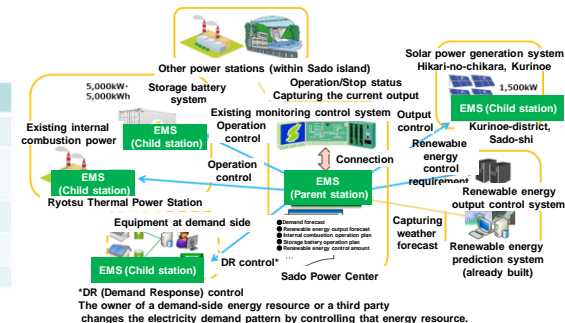 Other power stations (within Sado island)
Solar power generation system
Hikari-no-chikara, Kurinoe
1,500kW
EMS (Child station)
Kurinoe-district,
Sado-shi
5,000kW·
5,000kWh
Storage battery
system
Operation/Stop status
Capturing the current output
Existing monitoring control system
Output
control
Existing internal
combustion power
EMS
(Child station)
Operation
control
Connection
Renewable
energy
control
requirement
EMS
(Child station)
Ryotsu Thermal Power Station
Operation
control
EMS
(Parent station)
Renewable energy
output control system
Equipment at demand side
●Demand forecast
●Renewable energy output forecast
●Internal combustion operation plan
●Storage battery operation plan
●Renewable energy control amount
Capturing
weather
forecast
Renewable energy
prediction system
(already built)
EMS (Child station)
DR control*
Sado Power Center
*DR (Demand Response) control
The owner of a demand-side energy resource or a third party
changes the electricity demand pattern by controlling that energy resource.